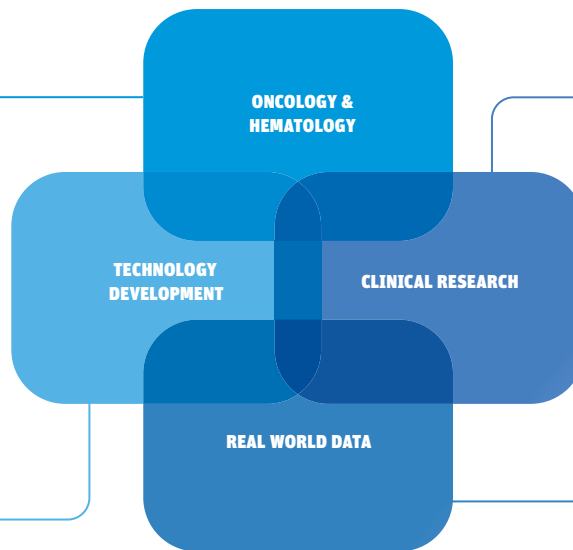 ONCOLOGY &
HEMATOLOGY
TECHNOLOGY
DEVELOPMENT
CLINICAL RESEARCH
REAL WORLD DATA